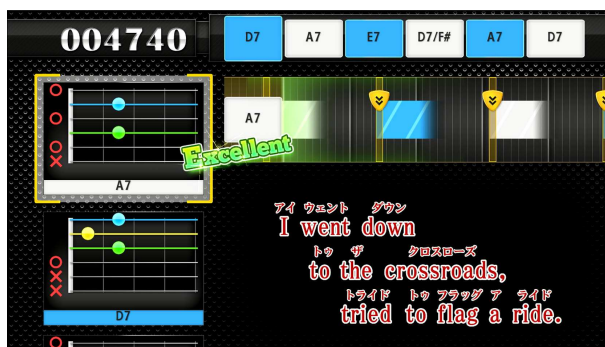 004740
D7 A7 E7 D7/F# A7 D7
A7
Excellent
A7
D7
アイ ウェント ダウン
I went down
トゥ ザ クロスローズ
to the crossroads,
トライド トゥ フラッグ ア ライド
tried to flag a ride.